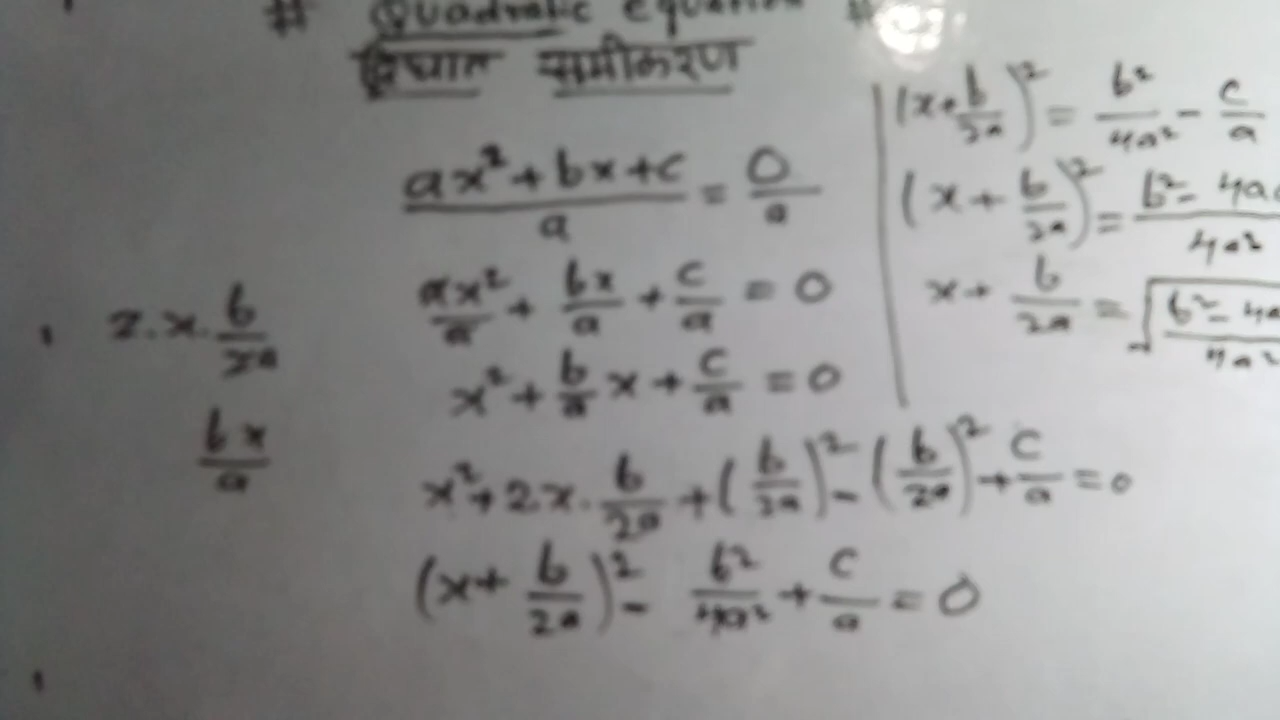 # Quadratic equation #
द्विघात समीकरण
(ax²+bx+c)/a = 0/a
ax²/a + bx/a + c/a = 0
x² + b/a x + c/a = 0
x² + 2x. b/2a + (b/2a)² - (b/2a)² + c/a = 0
(x + b/2a)² - b²/4a² + c/a = 0
2.x. b/2a
bx/a
(x + b/2a)² = b²/4a² - c/a
(x + b/2a)² = b² - 4a /4a²
x + b/2a = √ b² - 4a /4a²